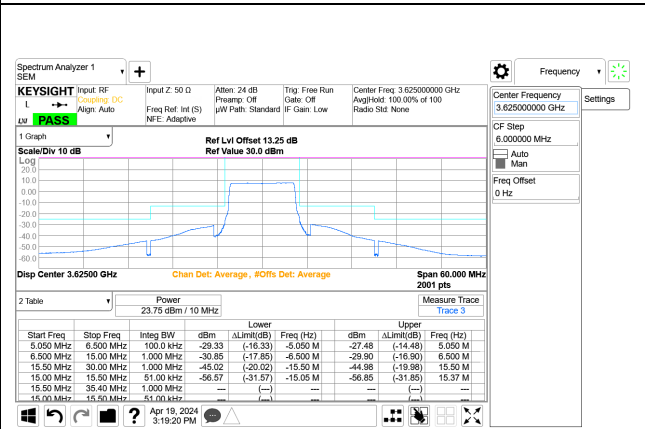 Spectrum Analyzer 1
SEM
Frequency
KEYSIGHT Input: RF Input Z: 50 Ω Atten: 24 dB Trig: Free Run Center Freq: 3.625000000 GHz
L Coupling: DC Preamp: Off Gate: Off Avg|Hold: 100.00% of 100
Align: Auto Freq Ref: Int (S) µW Path: Standard IF Gain: Low Radio Std: None
LXI PASS NFE: Adaptive
Center Frequency
3.625000000 GHz
Settings
CF Step
6.000000 MHz
Auto
Man
Freq Offset
0 Hz
1 Graph
Ref Lvl Offset 13.25 dB
Scale/Div 10 dB Ref Value 30.0 dBm
Log
20.0
10.0
0.00
-10.0
-20.0
-30.0
-40.0
-50.0
-60.0
Disp Center 3.62500 GHz Chan Det: Average , #Offs Det: Average Span 60.000 MHz
2001 pts
2 Table Power Measure Trace
23.75 dBm / 10 MHz Trace 3
Lower Upper
Start Freq Stop Freq Integ BW dBm ΔLimit(dB) Freq (Hz) dBm ΔLimit(dB) Freq (Hz)
5.050 MHz 6.500 MHz 100.0 kHz -29.33 (-16.33) -5.050 M -27.48 (-14.48) 5.050 M
6.500 MHz 15.00 MHz 1.000 MHz -30.85 (-17.85) -6.500 M -29.90 (-16.90) 6.500 M
15.50 MHz 30.00 MHz 1.000 MHz -45.02 (-20.02) -15.50 M -44.98 (-19.98) 15.50 M
15.00 MHz 15.50 MHz 51.00 kHz -56.57 (-31.57) -15.05 M -56.85 (-31.85) 15.37 M
15.50 MHz 35.40 MHz 1.000 MHz --- (---) --- --- (---) ---
15.00 MHz 15.50 MHz 51.00 kHz --- (---) --- --- (---) ---
? Apr 19, 2024
3:19:20 PM